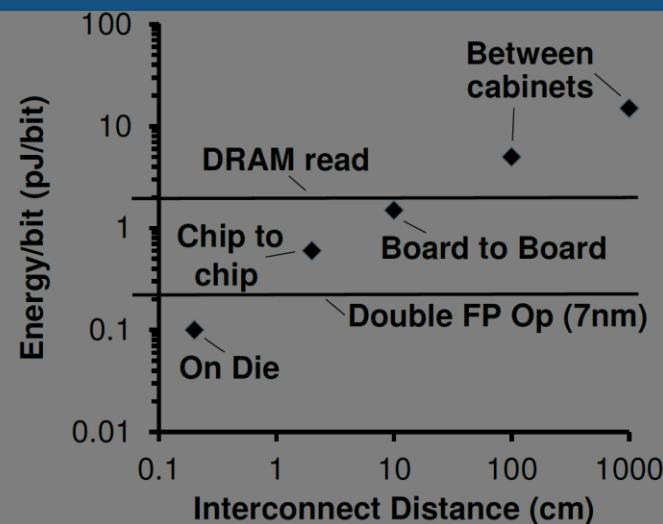 100
Between
cabinets
10
DRAM read
Energy/bit (pJ/bit)
1
Chip to
chip
Board to Board
Double FP Op (7nm)
0.1
On Die
0.01
0.1 1 10 100 1000
Interconnect Distance (cm)